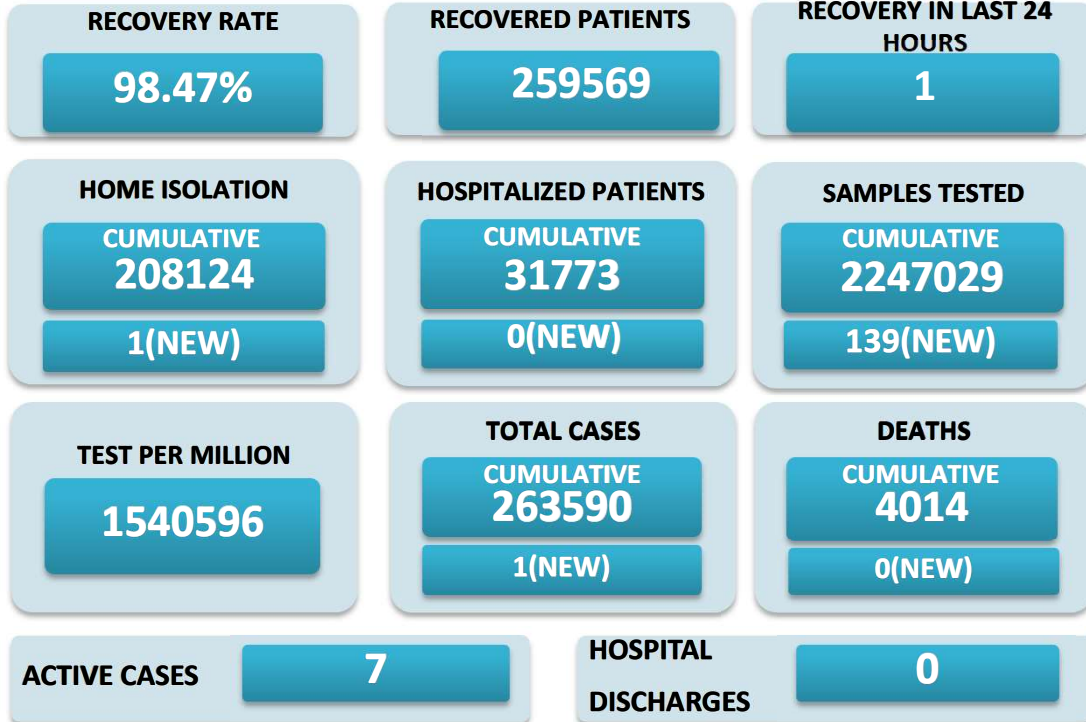 RECOVERY RATE
98.47%
RECOVERED PATIENTS
259569
RECOVERY IN LAST 24
HOURS
1
HOME ISOLATION
CUMULATIVE
208124
1(NEW)
HOSPITALIZED PATIENTS
CUMULATIVE
31773
0(NEW)
SAMPLES TESTED
CUMULATIVE
2247029
139(NEW)
TEST PER MILLION
1540596
TOTAL CASES
CUMULATIVE
263590
1(NEW)
DEATHS
CUMULATIVE
4014
0(NEW)
ACTIVE CASES
7
HOSPITAL
DISCHARGES
0